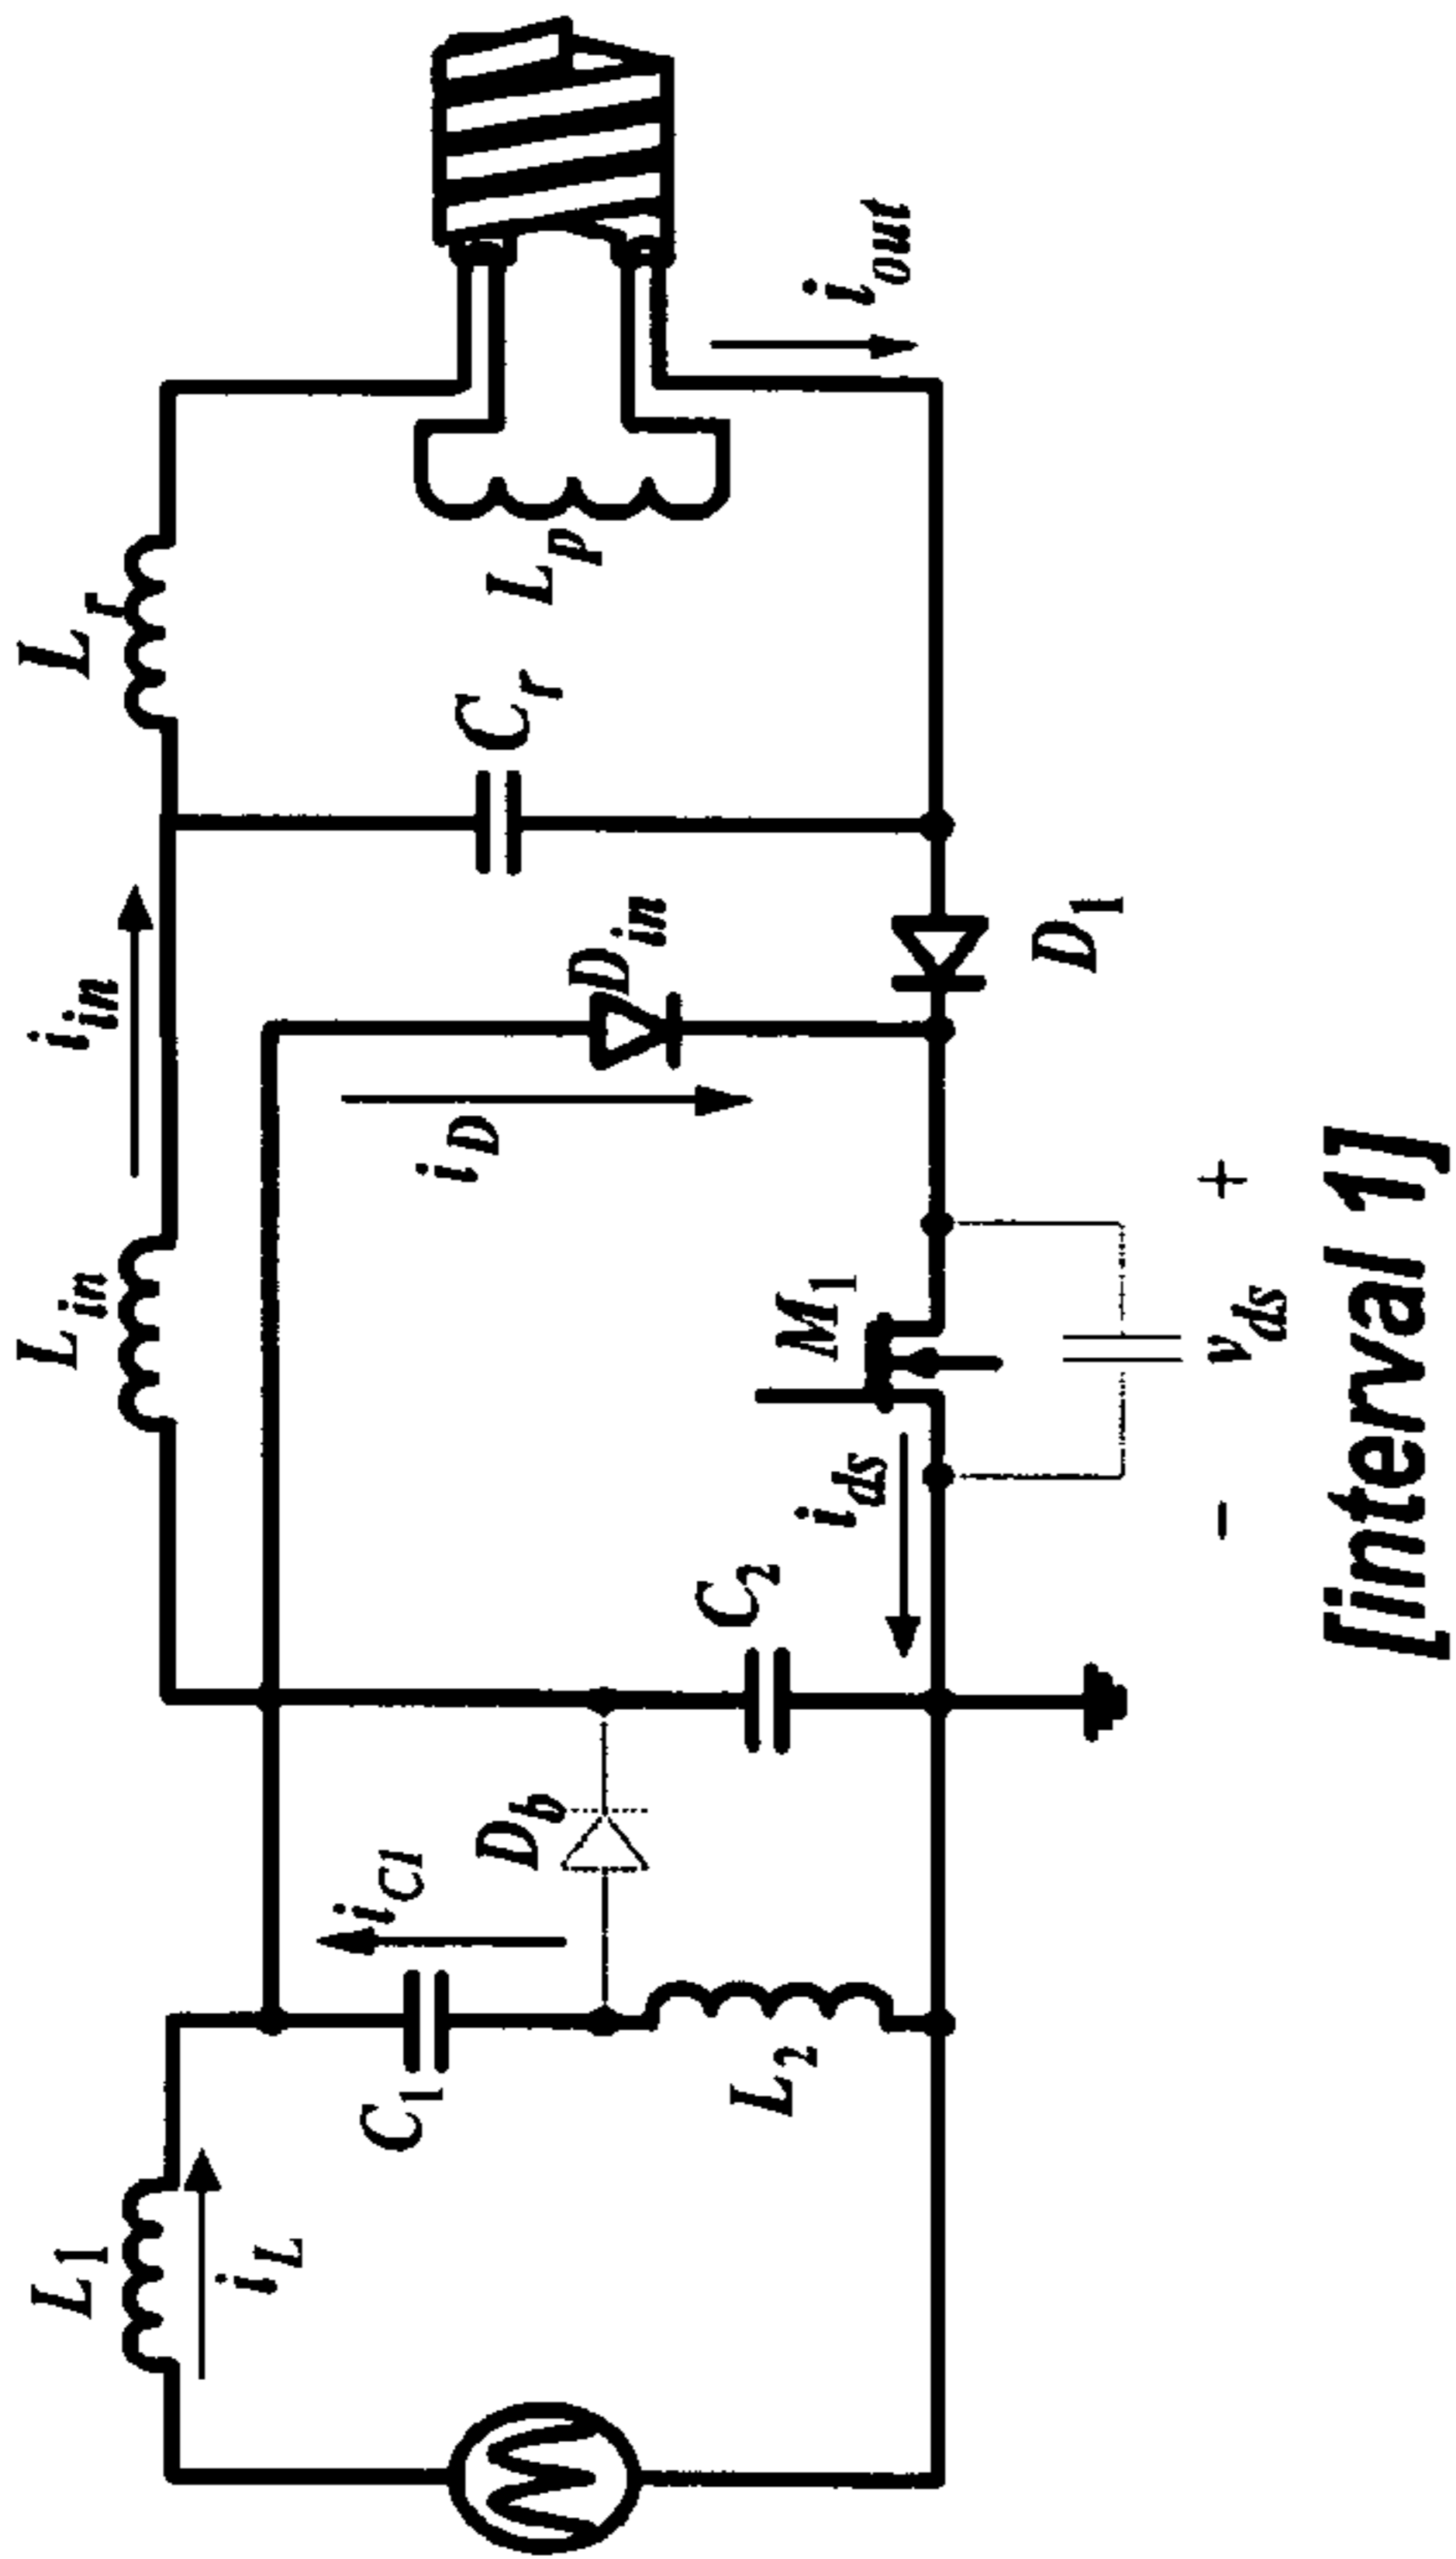 L1
iL
C1
iC1
L2
Db
C2
Lin
iin
iD
Din
ids
M1
vds
- +
D1
Lr
Cr
Lp
iout
[interval 1]